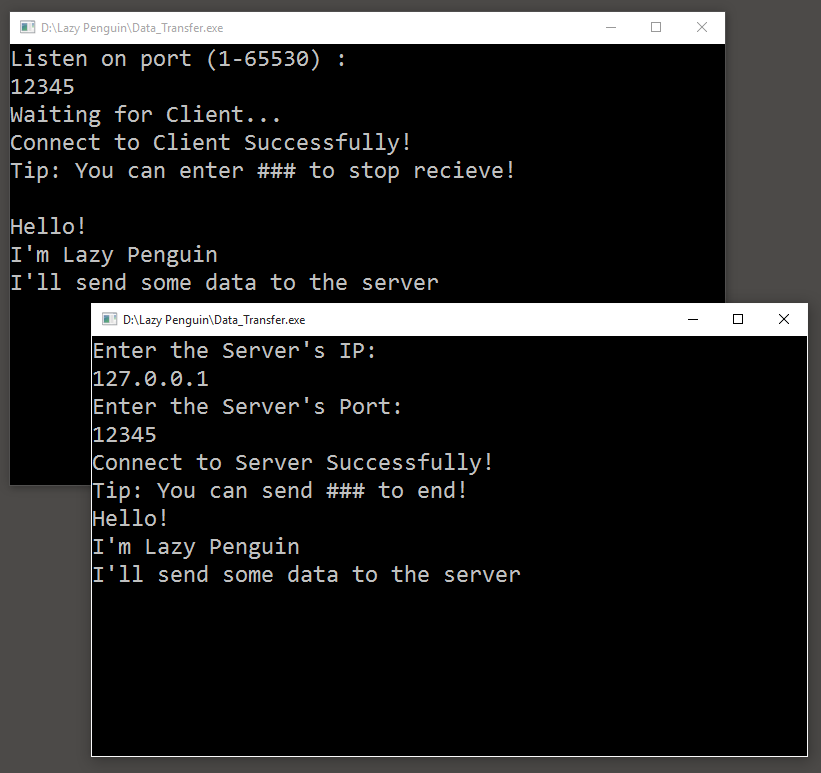 D:\Lazy Penguin\Data_Transfer.exe
Listen on port (1-65530) :
12345
Waiting for Client...
Connect to Client Successfully!
Tip: You can enter ### to stop recieve!
Hello!
I'm Lazy Penguin
I'll send some data to the server
D:\Lazy Penguin\Data_Transfer.exe
Enter the Server's IP:
127.0.0.1
Enter the Server's Port:
12345
Connect to Server Successfully!
Tip: You can send ### to end!
Hello!
I'm Lazy Penguin
I'll send some data to the server